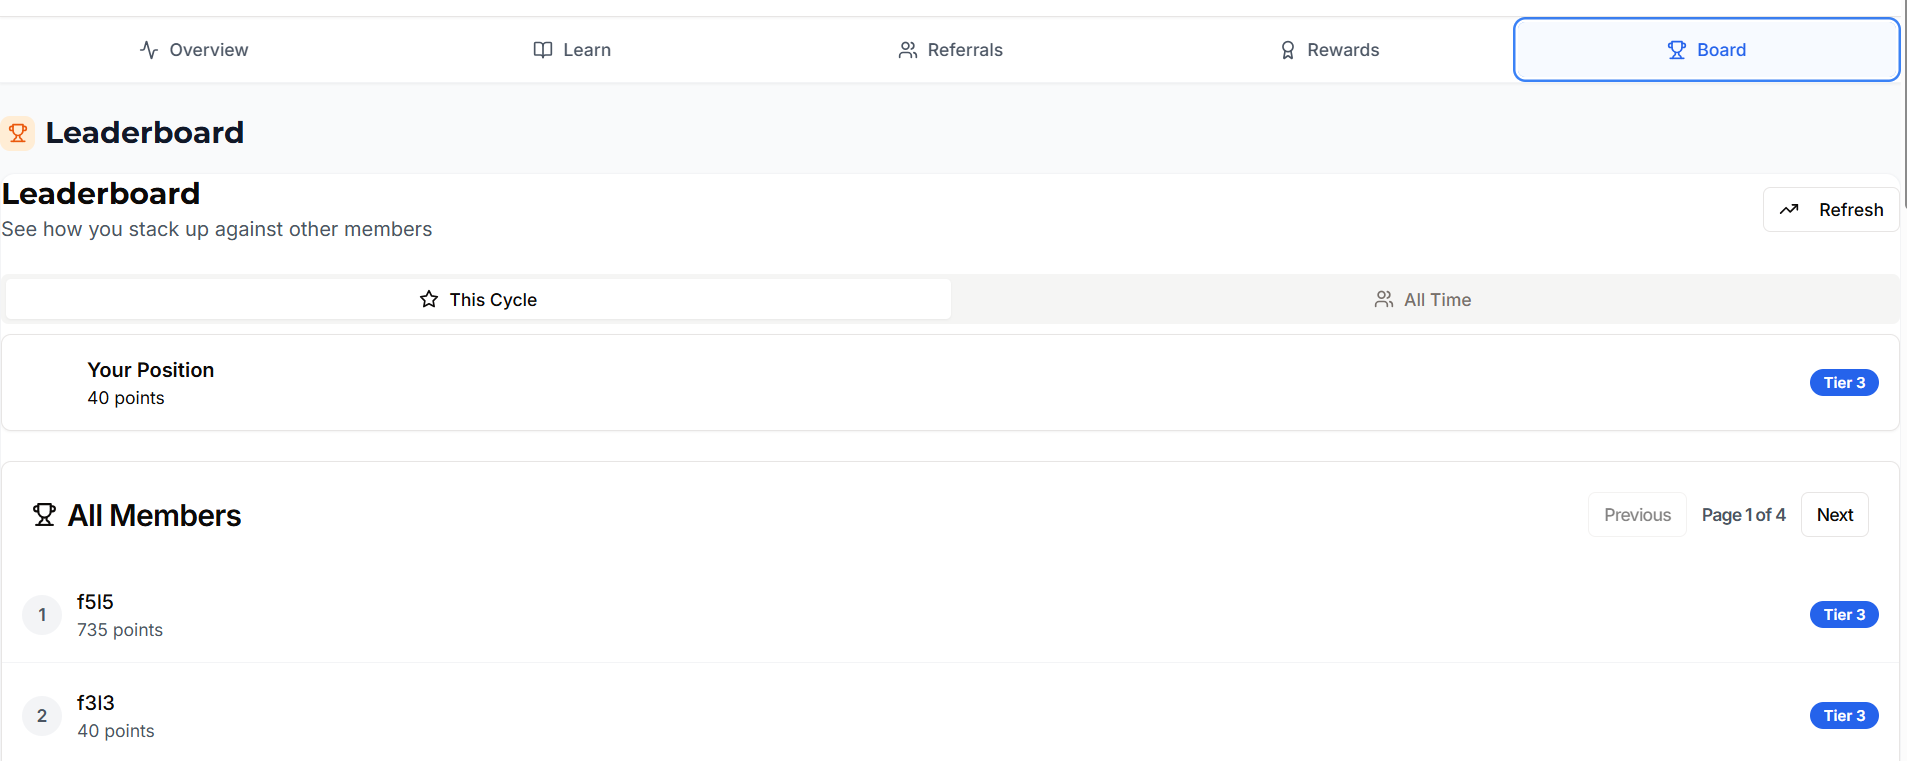 Overview
Learn
Referrals
Rewards
Board
Leaderboard
Leaderboard
See how you stack up against other members
Refresh
This Cycle
All Time
Your Position
40 points
Tier 3
All Members
Previous
Page 1 of 4
Next
1
f5l5
735 points
Tier 3
2
f3l3
40 points
Tier 3